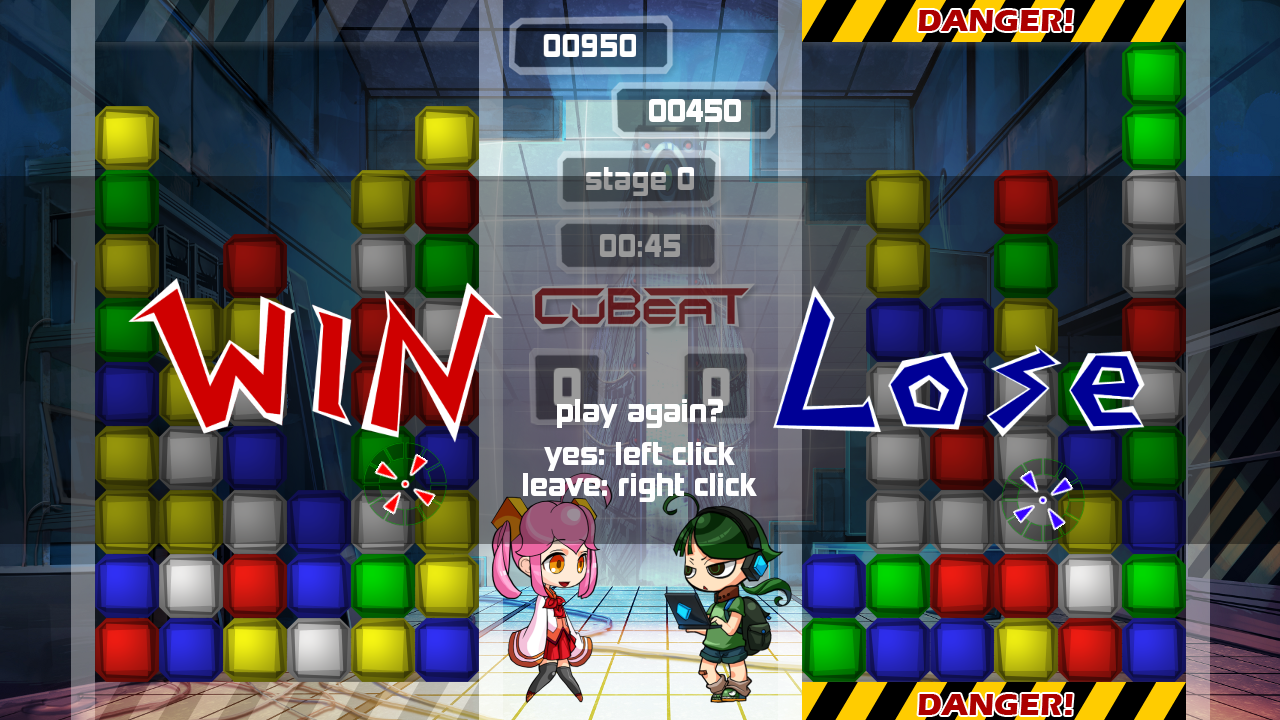 DANGER!
00950
00450
stage 0
00:45
CUBEAT
WIN
LOSE
0 0
play again?
yes: left click
leave: right click
DANGER!